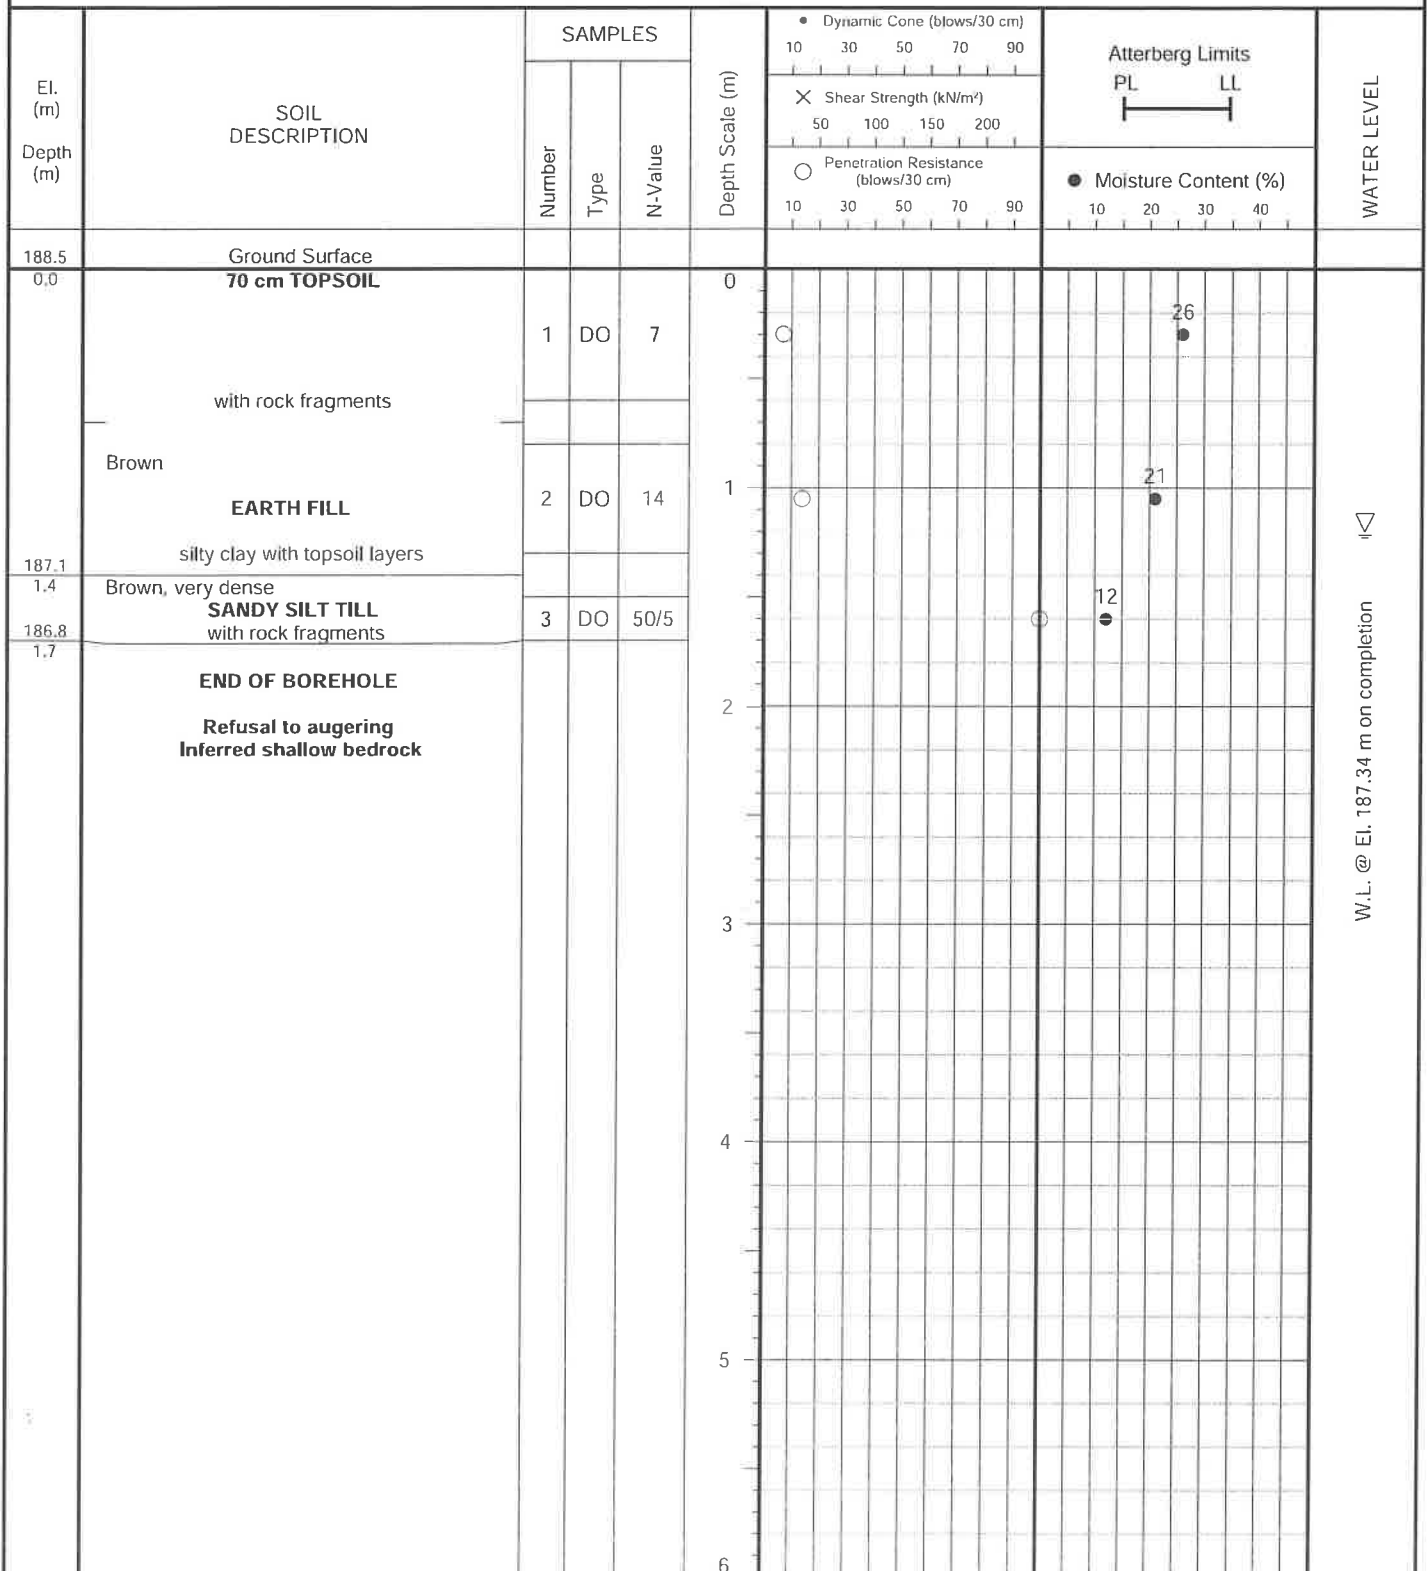 El.
(m)
Depth
(m)
SOIL
DESCRIPTION
SAMPLES
Number
Type
N-Value
Depth Scale (m)
• Dynamic Cone (blows/30 cm)
10 30 50 70 90
X Shear Strength (kN/m²)
50 100 150 200
O Penetration Resistance
(blows/30 cm)
10 30 50 70 90
Atterberg Limits
PL LL
● Moisture Content (%)
10 20 30 40
WATER LEVEL
188.5 Ground Surface
0.0 70 cm TOPSOIL 0
26
1 DO 7
with rock fragments
Brown
21
1
EARTH FILL 2 DO 14
silty clay with topsoil layers
187.1
1.4 Brown, very dense
12
SANDY SILT TILL 3 DO 50/5
186.8 with rock fragments
1.7
END OF BOREHOLE
2
Refusal to augering
Inferred shallow bedrock
W.L. @ El. 187.34 m on completion
3
4
5
6